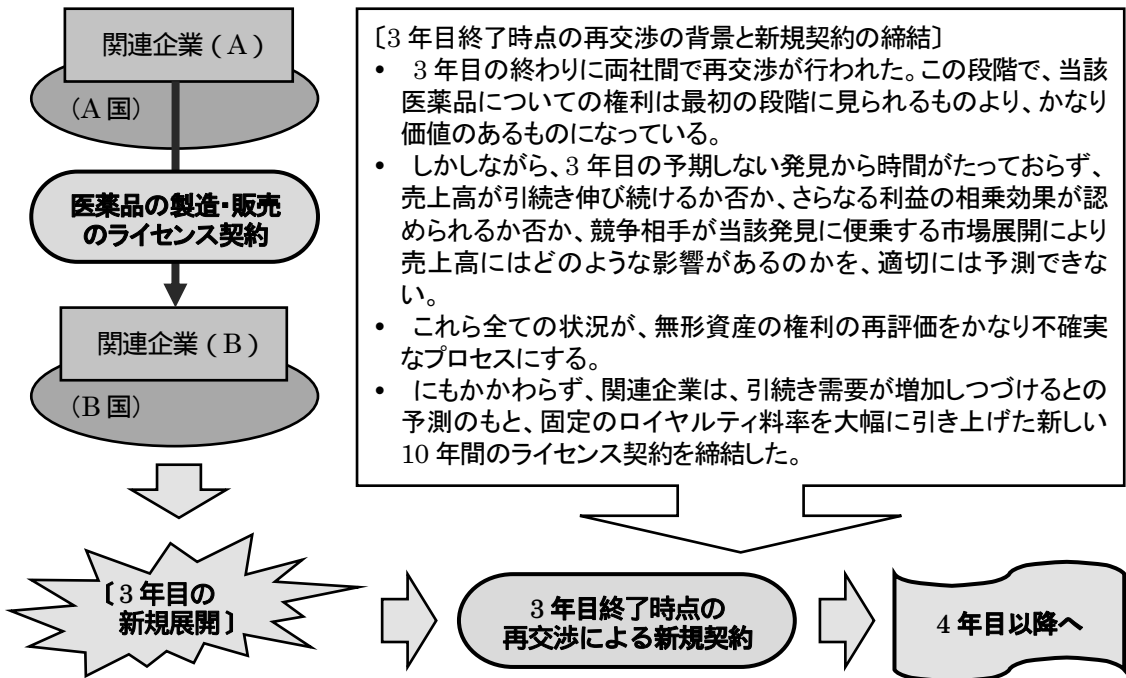 関連企業 ( A )
(A 国)
医薬品の製造・販売
のライセンス契約
関連企業 ( B )
(B 国)
〔3 年目終了時点の再交渉の背景と新規契約の締結〕
• 3 年目の終わりに両社間で再交渉が行われた。この段階で、当該
医薬品についての権利は最初の段階に見られるものより、かなり
価値のあるものになっている。
• しかしながら、3 年目の予期しない発見から時間がたっておらず、
売上高が引続き伸び続けるか否か、さらなる利益の相乗効果が認
められるか否か、競争相手が当該発見に便乗する市場展開により
売上高にはどのような影響があるのかを、適切には予測できな
い。
• これら全ての状況が、無形資産の権利の再評価をかなり不確実
なプロセスにする。
• にもかかわらず、関連企業は、引続き需要が増加しつづけるとの
予測のもと、固定のロイヤルティ料率を大幅に引き上げた新しい
10 年間のライセンス契約を締結した。
〔3 年目の
新規展開〕
3 年目終了時点の
再交渉による新規契約
4 年目以降へ